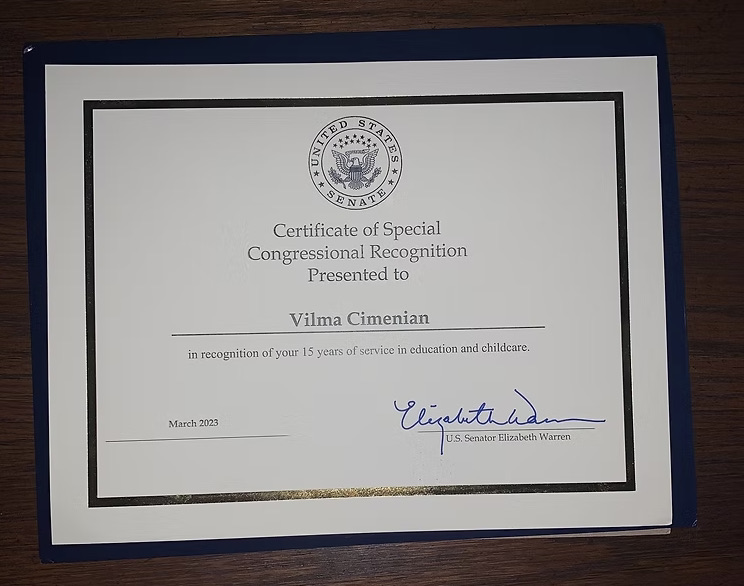 UNITED STATES
SENATE
Certificate of Special
Congressional Recognition
Presented to
Vilma Cimenian
in recognition of your 15 years of service in education and childcare.
March 2023
Elizabeth Warren
U.S. Senator Elizabeth Warren